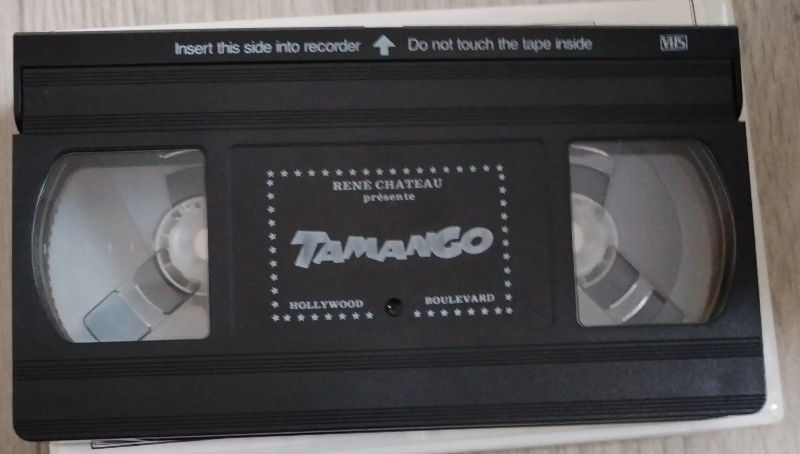 Insert this side into recorder Do not touch the tape inside VHS
RENÉ CHATEAU
présente
TAMANGO
HOLLYWOOD BOULEVARD